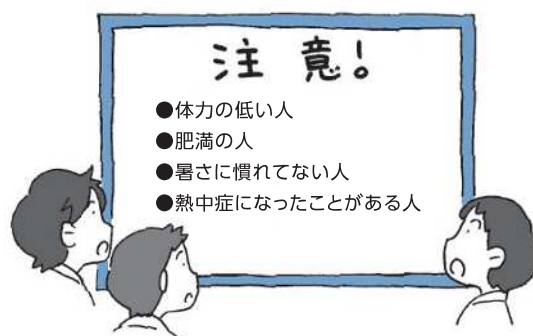 注意!
●体力の低い人
●肥満の人
●暑さに慣れてない人
●熱中症になったことがある人